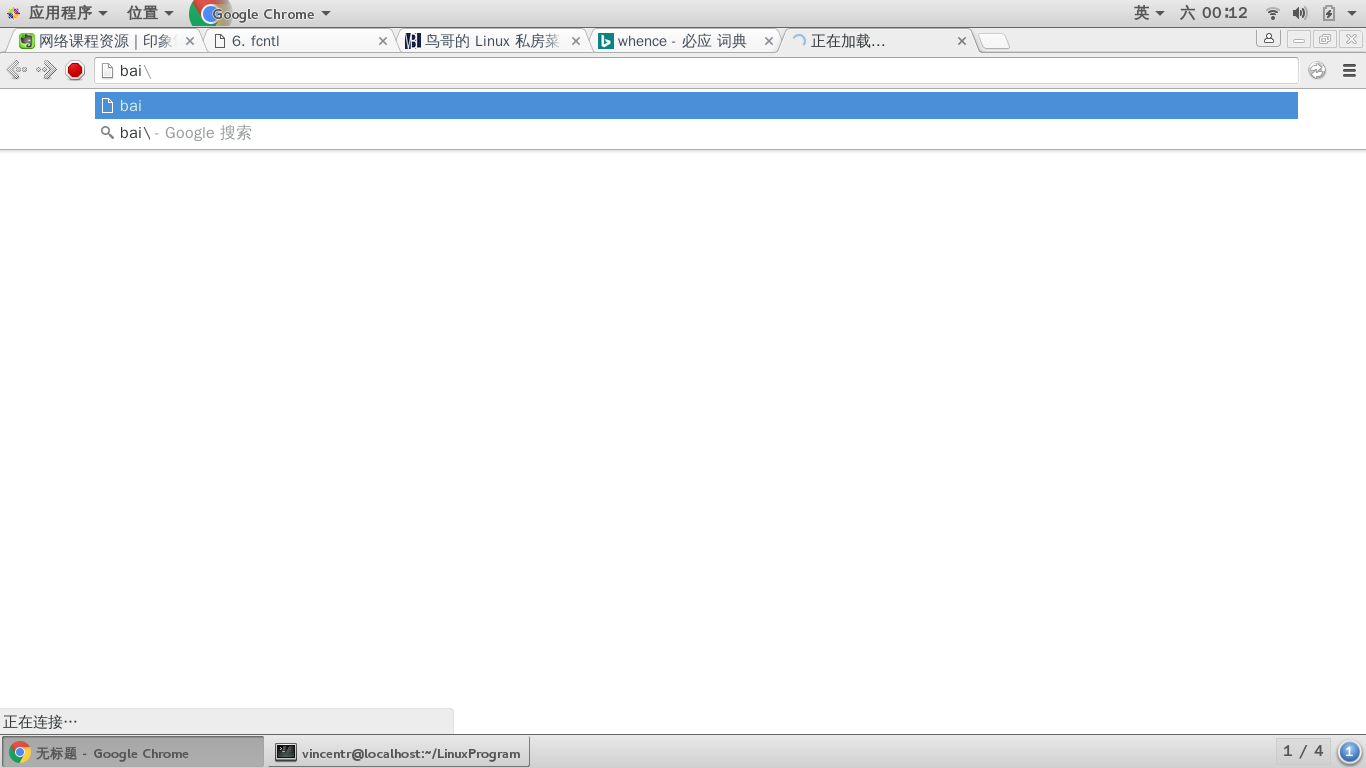 应用程序 位置 Google Chrome 英 六 00:12
网络课程资源 | 印象 6. fcntl 鸟哥的 Linux 私房菜 whence - 必应 词典 正在加载...
bai\
bai
bai\ - Google 搜索
正在连接...
无标题 - Google Chrome vincentr@localhost:~/LinuxProgram 1 / 4 1